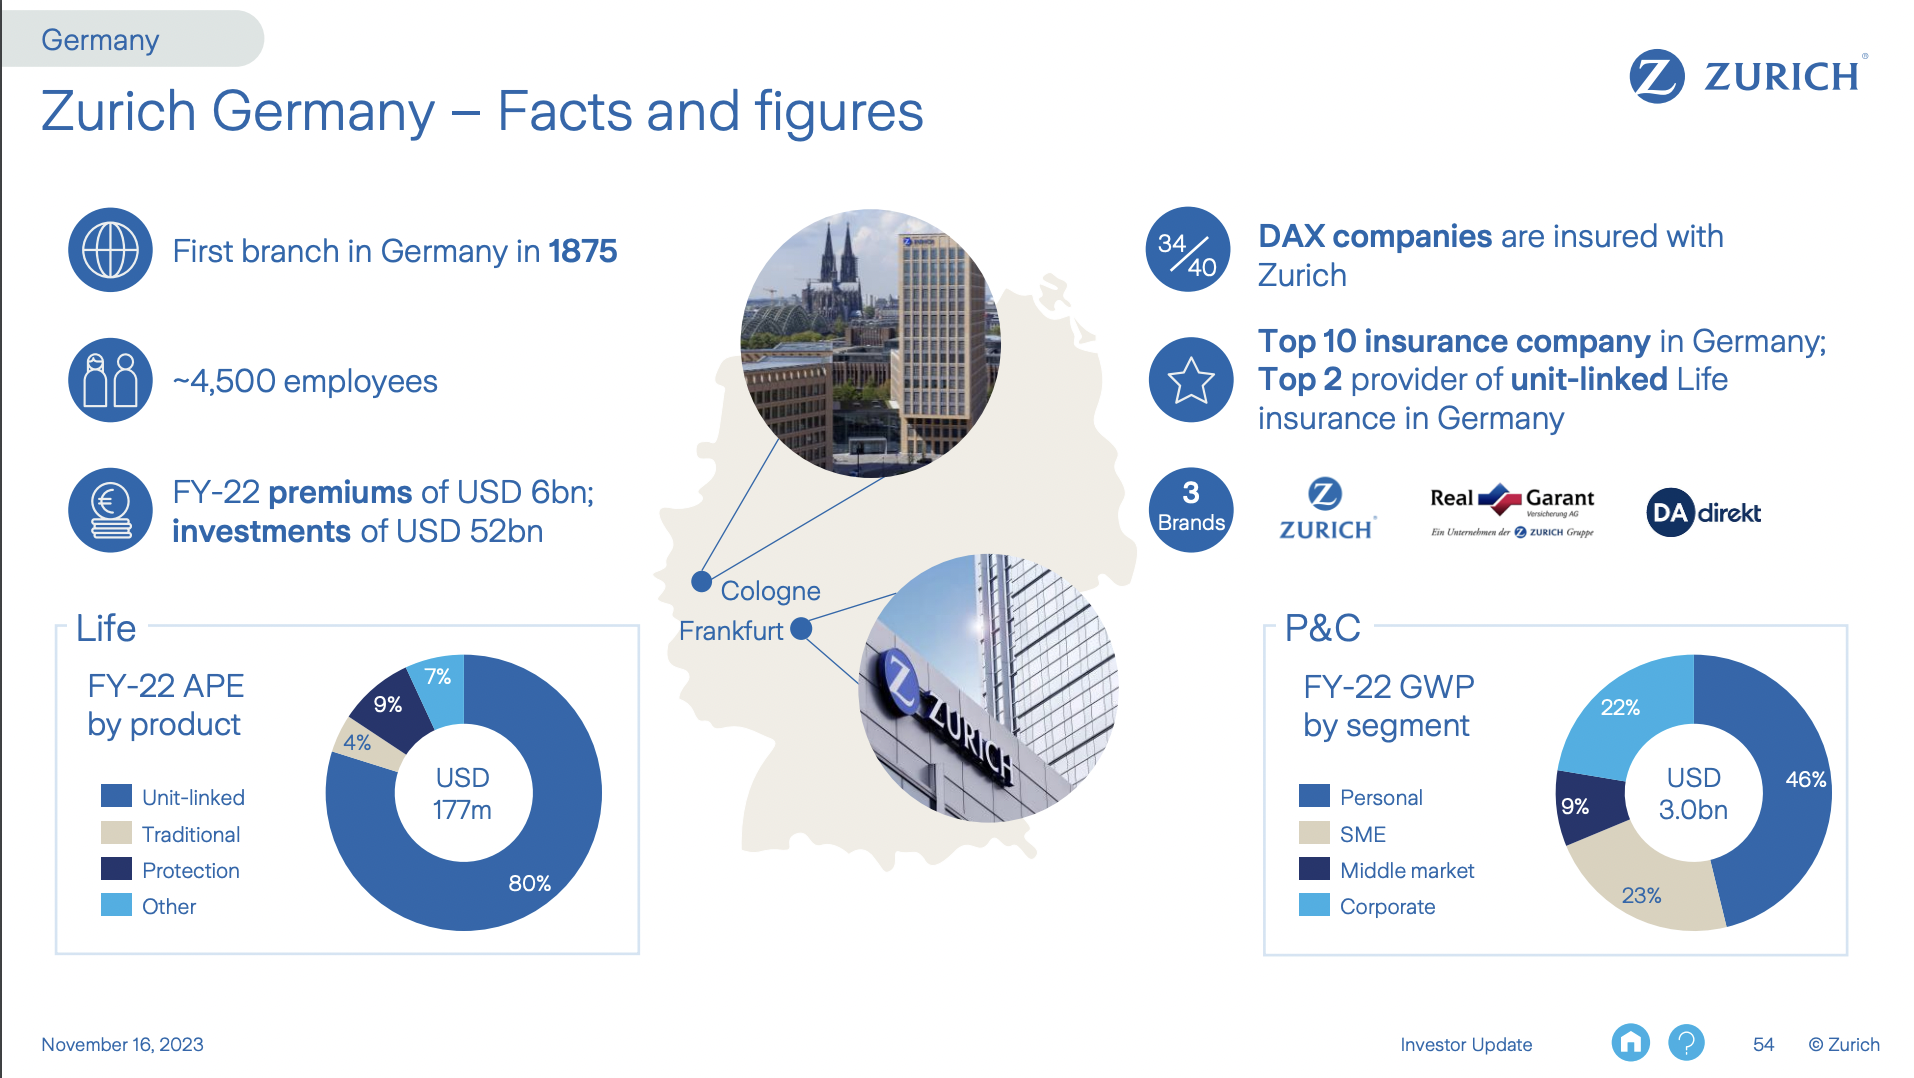 Germany
Zurich Germany – Facts and figures
ZURICH®
First branch in Germany in 1875
~4,500 employees
FY-22 premiums of USD 6bn;
investments of USD 52bn
34/40
DAX companies are insured with
Zurich
Top 10 insurance company in Germany;
Top 2 provider of unit-linked Life
insurance in Germany
3
Brands
Z
ZURICH®
Real Garant
Versicherung AG
Ein Unternehmen der ZURICH Gruppe
DA direkt
Cologne
Frankfurt
ZURICH
Life
FY-22 APE
by product
Unit-linked
Traditional
Protection
Other
7%
9%
4%
80%
USD
177m
P&C
FY-22 GWP
by segment
Personal
SME
Middle market
Corporate
22%
46%
9%
23%
USD
3.0bn
November 16, 2023
Investor Update
?
54
© Zurich